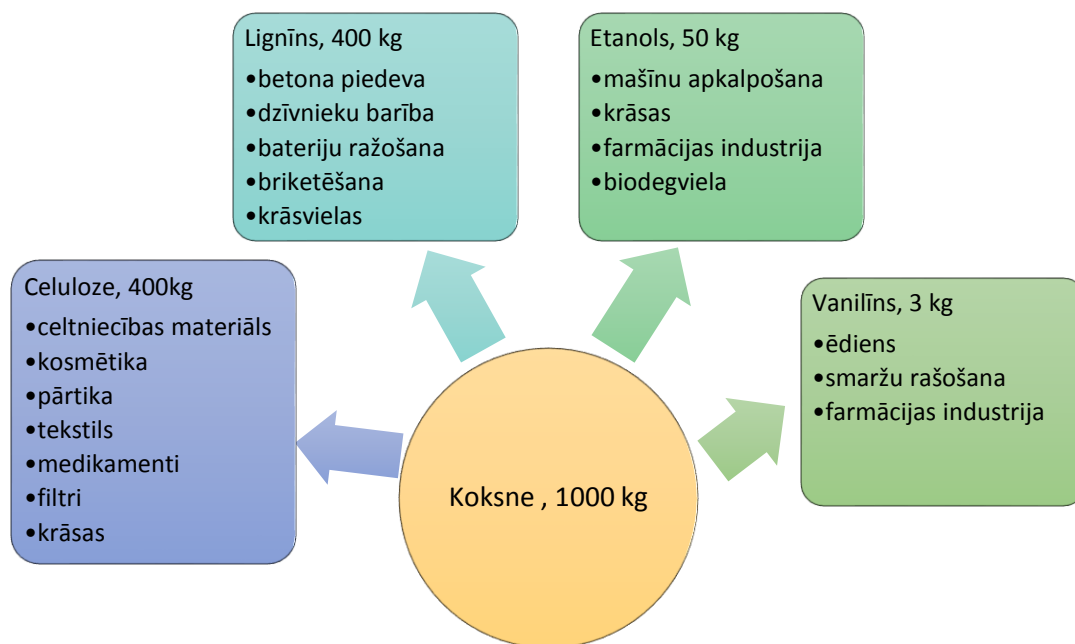 Lignīns, 400 kg
•betona piedeva
•dzīvnieku barība
•bateriju ražošana
•briketēšana
•krāsvielas
Etanols, 50 kg
•mašīnu apkalpošana
•krāsas
•farmācijas industrija
•biodegviela
Celuloze, 400kg
•celtniecības materiāls
•kosmētika
•pārtika
•tekstils
•medikamenti
•filtri
•krāsas
Vanilīns, 3 kg
•ēdiens
•smaržu rašošana
•farmācijas industrija
Koksne , 1000 kg